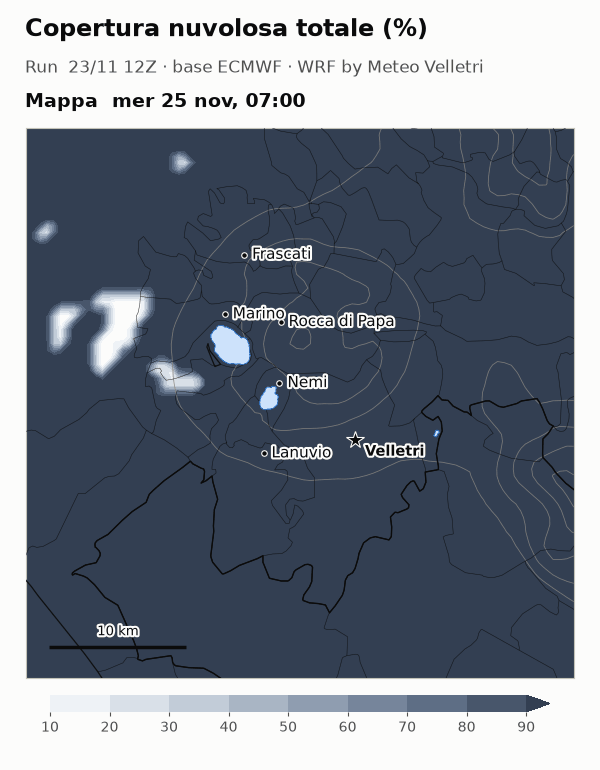 Copertura nuvolosa totale (%)
Run 23/11 12Z · base ECMWF · WRF by Meteo Velletri
Mappa mer 25 nov, 07:00
Frascati
Marino
Rocca di Papa
Nemi
Velletri
Lanuvio
10 km
10 20 30 40 50 60 70 80 90